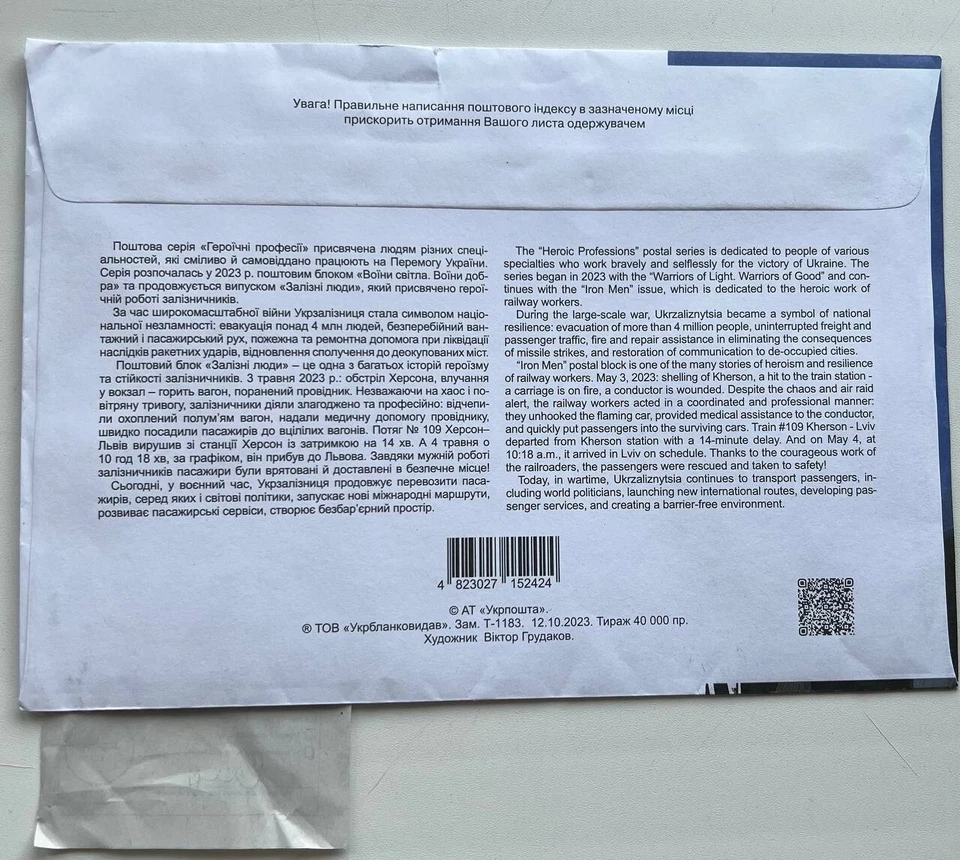 Увага! Правильне написання поштового індексу в зазначеному місці
прискорить отримання Вашого листа одержувачем
Поштова серія «Героїчні професії» присвячена людям різних спеці-
альностей, які сміливо й самовіддано працюють на Перемогу України.
Серія розпочалась у 2023 р. поштовим блоком «Воїни світла. Воїни доб-
ра» та продовжується випуском «Залізні люди», який присвячено герої-
чній роботі залізничників.
За час широкомасштабної війни Укрзалізниця стала символом націо-
нальної незламності: евакуація понад 4 млн людей, безперебійний ван-
тажний і пасажирський рух, пожежна та ремонтна допомога при ліквідації
наслідків ракетних ударів, відновлення сполучення до деокупованих міст.
Поштовий блок «Залізні люди» – це одна з багатьох історій героїзму
та стійкості залізничників. 3 травня 2023 р.: обстріл Херсона, влучання
у вокзал – горить вагон, поранений провідник. Незважаючи на хаос і по-
вітряну тривогу, залізничники діяли злагоджено та професійно: відчепи-
ли охоплений полум’ям вагон, надали медичну допомогу провіднику,
швидко посадили пасажирів до вцілілих вагонів. Потяг № 109 Херсон–
Львів вирушив зі станції Херсон із затримкою на 14 хв. А 4 травня о
10 год 18 хв, за графіком, він прибув до Львова. Завдяки мужній роботі
залізничників пасажири були врятовані й доставлені в безпечне місце!
Сьогодні, у воєнний час, Укрзалізниця продовжує перевозити паса-
жирів, серед яких і світові політики, запускає нові міжнародні маршрути,
розвиває пасажирські сервіси, створює безбар’єрний простір.
The “Heroic Professions” postal series is dedicated to people of various
specialties who work bravely and selflessly for the victory of Ukraine. The
series began in 2023 with the “Warriors of Light. Warriors of Good” and con-
tinues with the “Iron Men” issue, which is dedicated to the heroic work of
railway workers.
During the large-scale war, Ukrzaliznytsia became a symbol of national
resilience: evacuation of more than 4 million people, uninterrupted freight and
passenger traffic, fire and repair assistance in eliminating the consequences
of missile strikes, and restoration of communication to de-occupied cities.
“Iron Men” postal block is one of the many stories of heroism and resilience
of railway workers. May 3, 2023: shelling of Kherson, a hit to the train station -
a carriage is on fire, a conductor is wounded. Despite the chaos and air raid
alert, the railway workers acted in a coordinated and professional manner:
they unhooked the flaming car, provided medical assistance to the conductor,
and quickly put passengers into the surviving cars. Train #109 Kherson - Lviv
departed from Kherson station with a 14-minute delay. And on May 4, at
10:18 a.m., it arrived in Lviv on schedule. Thanks to the courageous work of
the railroaders, the passengers were rescued and taken to safety!
Today, in wartime, Ukrzaliznytsia continues to transport passengers, in-
cluding world politicians, launching new international routes, developing pas-
senger services, and creating a barrier-free environment.
4 823027 152424
© АТ «Укрпошта».
® ТОВ «Укрбланковидав». Зам. Т-1183. 12.10.2023. Тираж 40 000 пр.
Художник Віктор Грудаков.